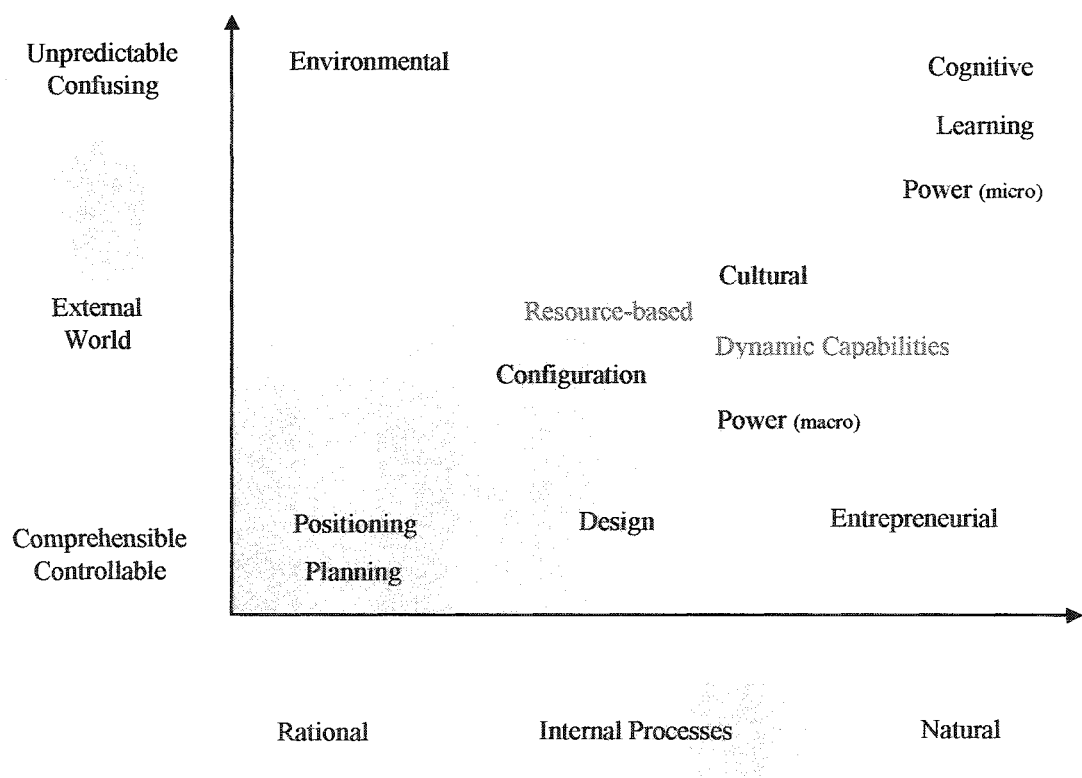 Unpredictable
Confusing
Environmental
Cognitive
Learning
Power (micro)
Cultural
External
World
Resource-based
Dynamic Capabilities
Configuration
Power (macro)
Comprehensible
Controllable
Positioning
Design
Entrepreneurial
Planning
Rational
Internal Processes
Natural